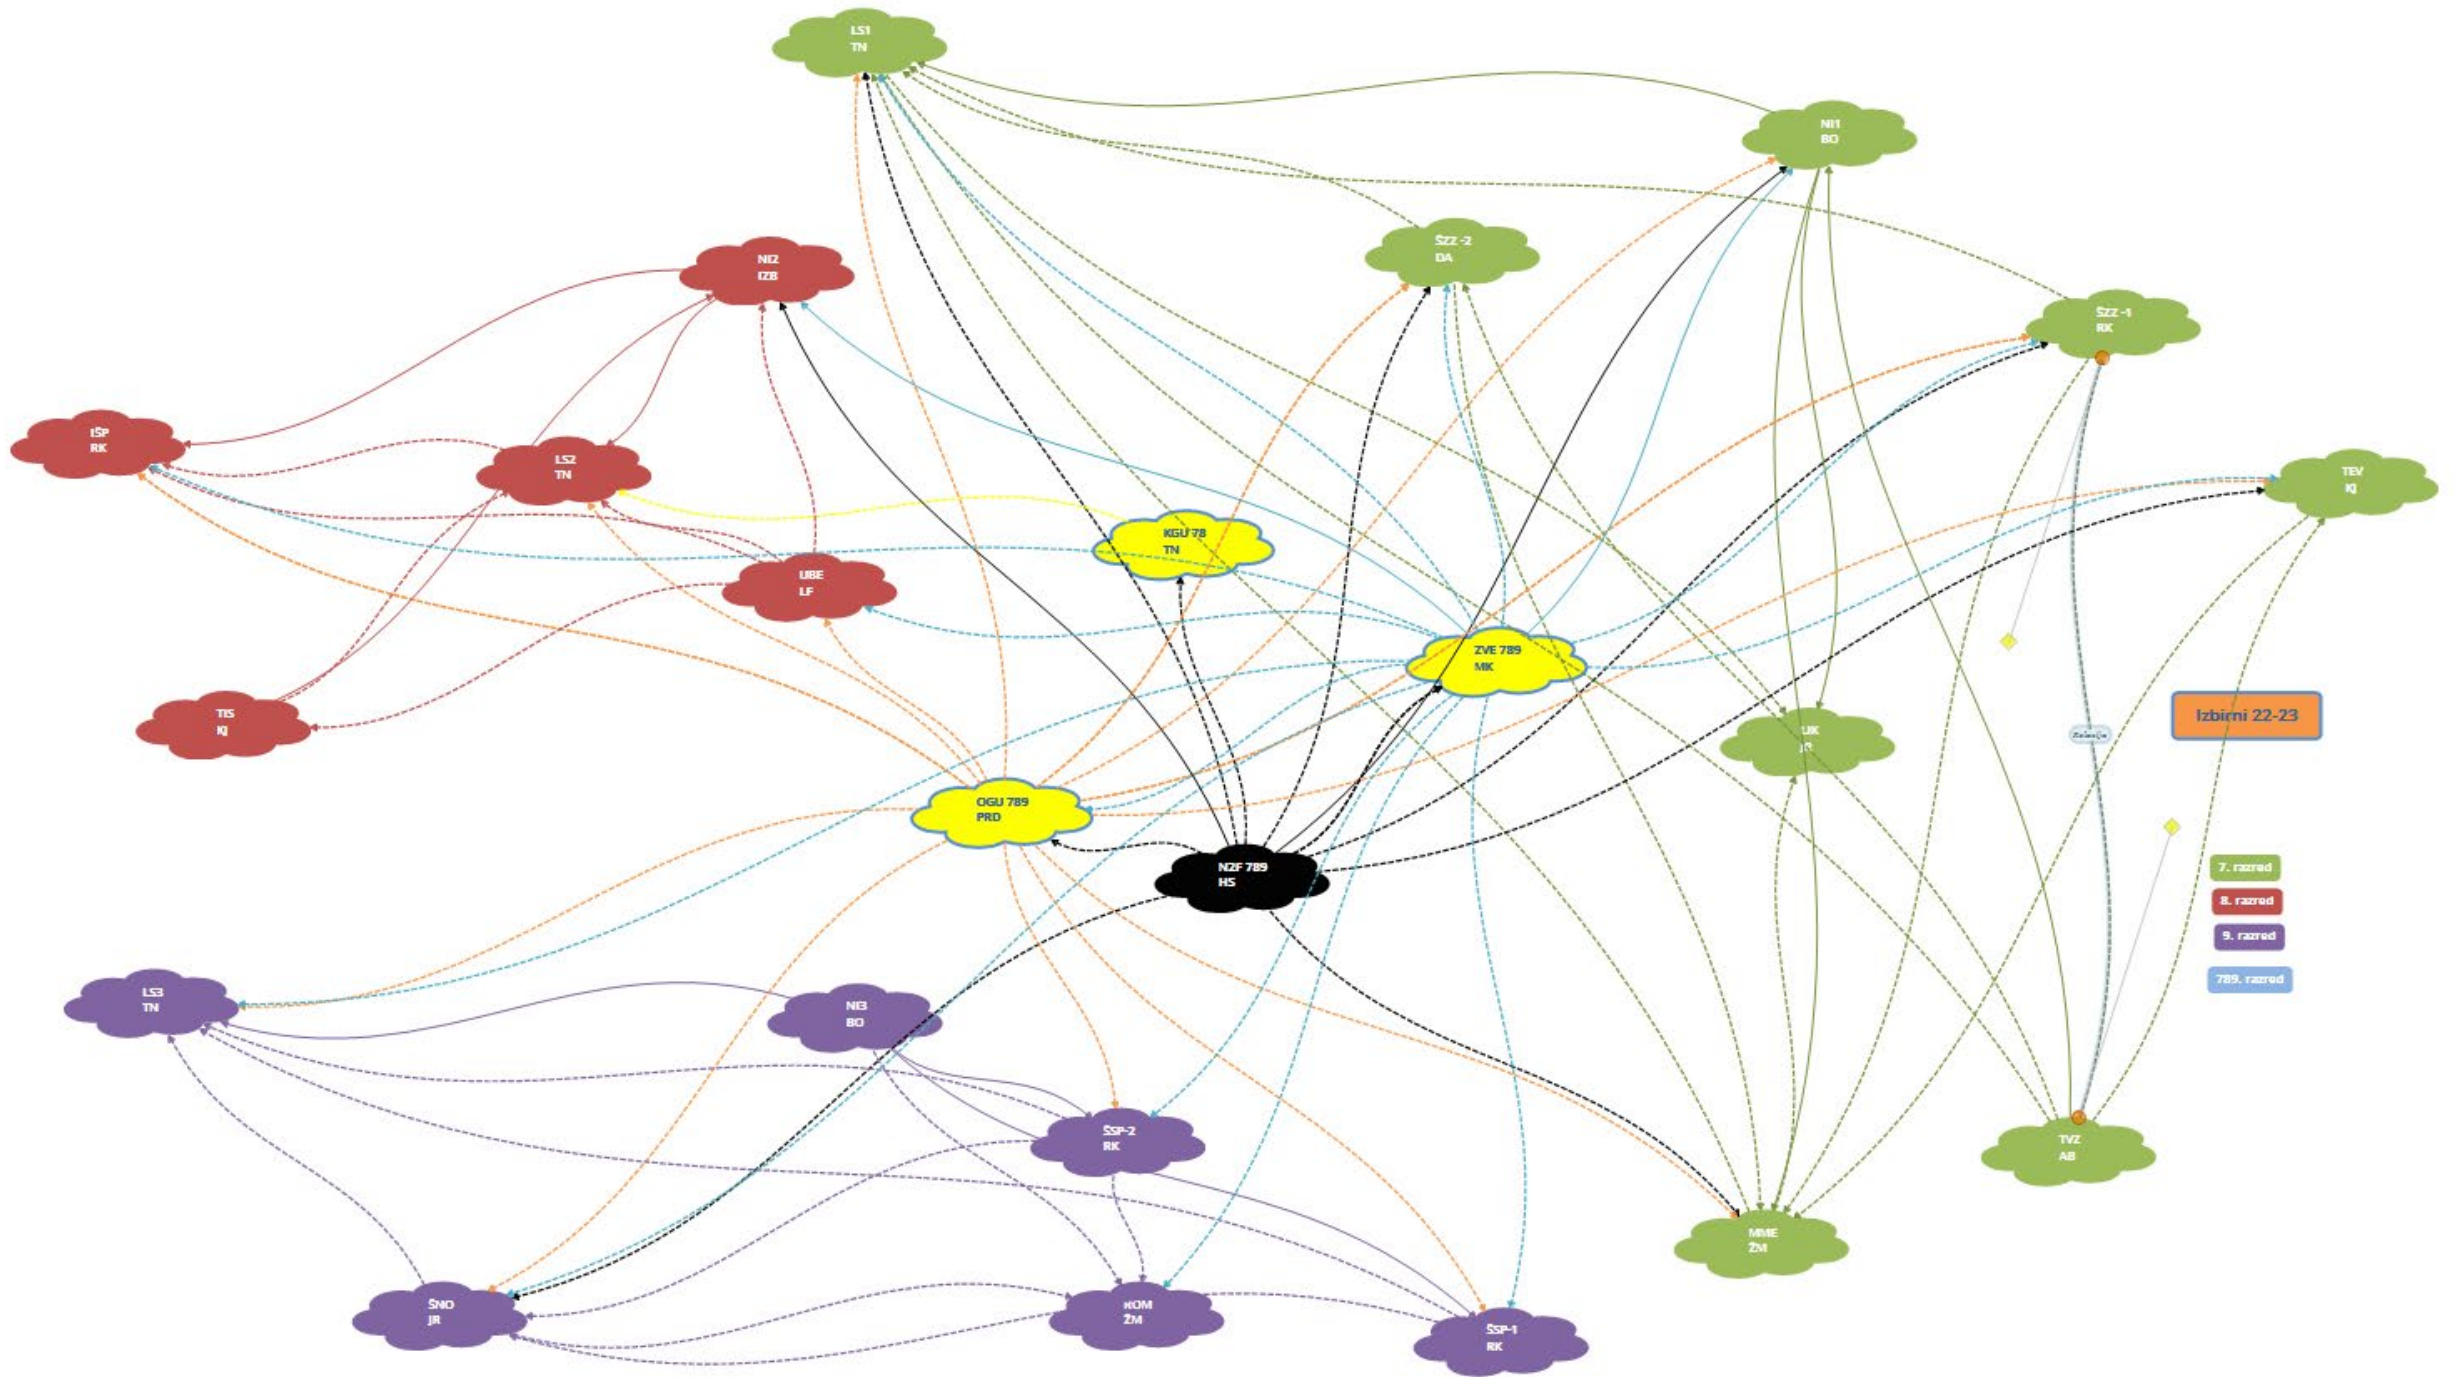 LS1
TN
NI1
BO
ŠZZ -2
DA
NI2
IZB
ŠZZ -1
RK
IŠP
RK
LS2
TN
TEV
KJ
KGU 78
TN
UBE
LF
ZVE 789
MK
TIS
KJ
UK
Izbirni 22-23
OGU 789
PRD
N2F 789
HS
7. razred
8. razred
9. razred
789. razred
LS3
TN
NI3
BO
ŠSP-2
RK
TVZ
AB
MME
ŽM
ŠNO
JR
ROM
ŽM
ŠSP-1
RK